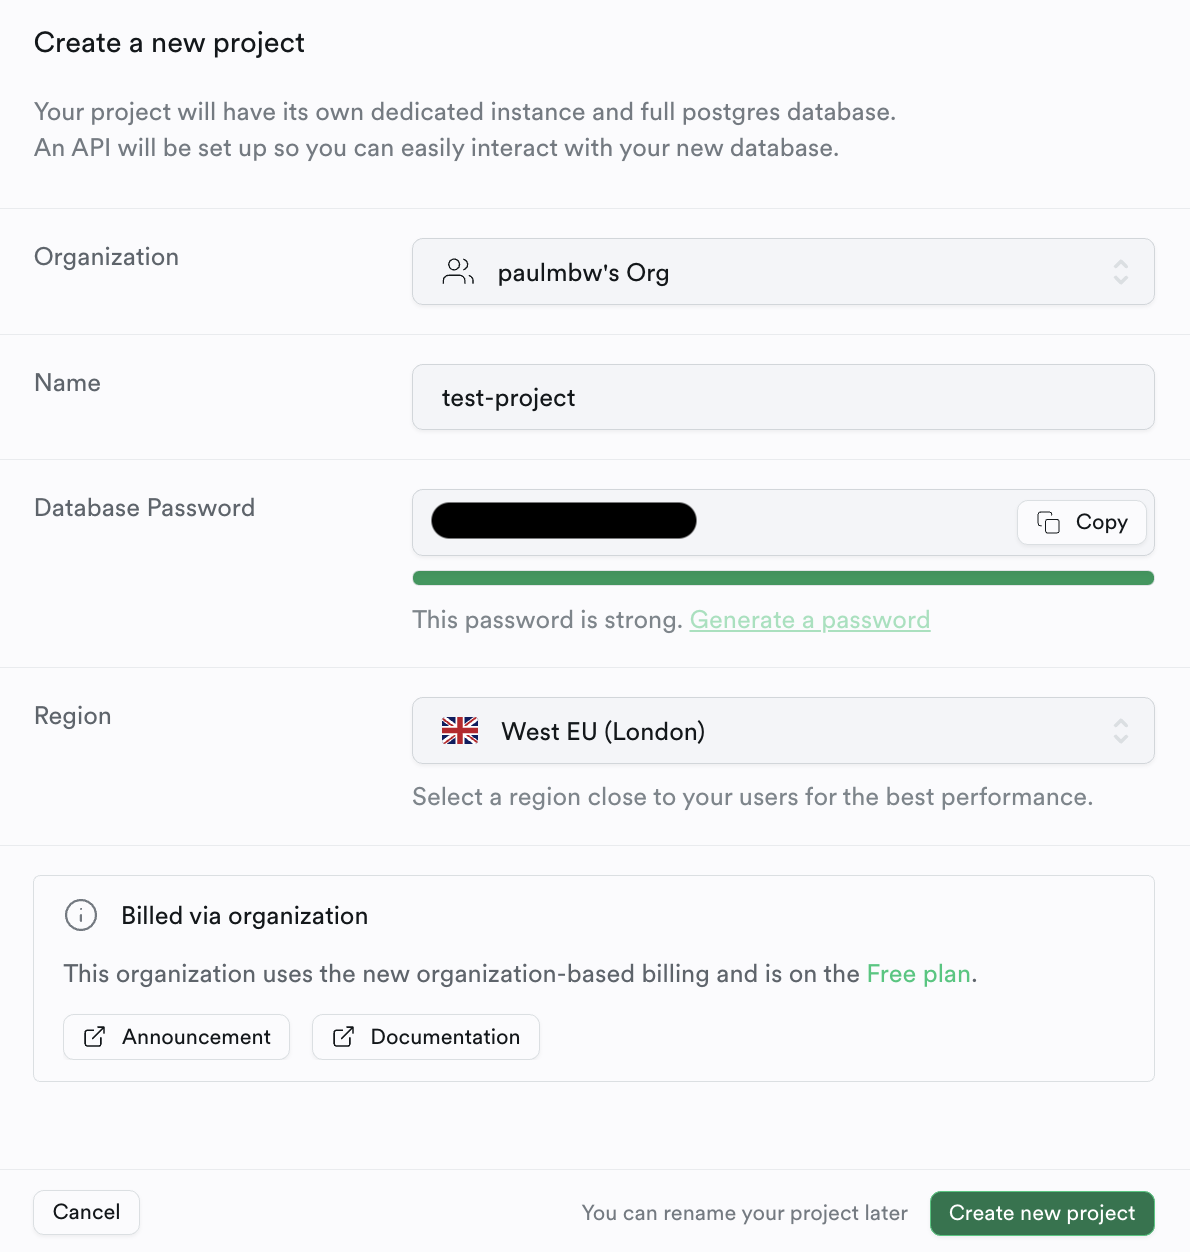 Create a new project
Your project will have its own dedicated instance and full postgres database.
An API will be set up so you can easily interact with your new database.
Organization
paulmbw's Org
Name
test-project
Database Password
Copy
This password is strong. Generate a password
Region
West EU (London)
Select a region close to your users for the best performance.
Billed via organization
This organization uses the new organization-based billing and is on the Free plan.
Announcement
Documentation
Cancel
You can rename your project later
Create new project